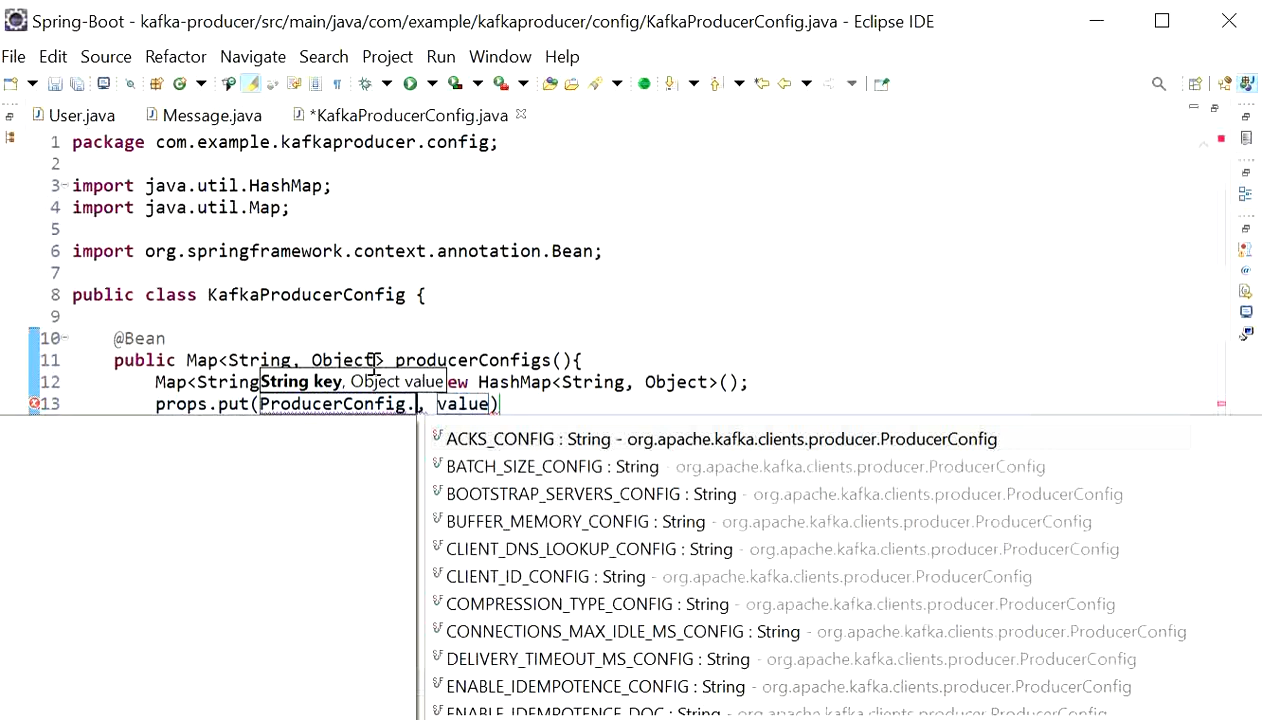 Spring-Boot - kafka-producer/src/main/java/com/example/kafkaproducer/config/KafkaProducerConfig.java - Eclipse IDE
File Edit Source Refactor Navigate Search Project Run Window Help
User.java Message.java *KafkaProducerConfig.java
1 package com.example.kafkaproducer.config;
2
3 import java.util.HashMap;
4 import java.util.Map;
5
6 import org.springframework.context.annotation.Bean;
7
8 public class KafkaProducerConfig {
9
10 @Bean
11 public Map<String, Object> producerConfigs(){
12 Map<String String key, Object value ew HashMap<String, Object>();
13 props.put(ProducerConfig., value)
ACKS_CONFIG : String - org.apache.kafka.clients.producer.ProducerConfig
BATCH_SIZE_CONFIG : String - org.apache.kafka.clients.producer.ProducerConfig
BOOTSTRAP_SERVERS_CONFIG : String - org.apache.kafka.clients.producer.ProducerConfig
BUFFER_MEMORY_CONFIG : String - org.apache.kafka.clients.producer.ProducerConfig
CLIENT_DNS_LOOKUP_CONFIG : String - org.apache.kafka.clients.producer.ProducerConfig
CLIENT_ID_CONFIG : String - org.apache.kafka.clients.producer.ProducerConfig
COMPRESSION_TYPE_CONFIG : String - org.apache.kafka.clients.producer.ProducerConfig
CONNECTIONS_MAX_IDLE_MS_CONFIG : String - org.apache.kafka.clients.producer.ProducerConfig
DELIVERY_TIMEOUT_MS_CONFIG : String - org.apache.kafka.clients.producer.ProducerConfig
ENABLE_IDEMPOTENCE_CONFIG : String - org.apache.kafka.clients.producer.ProducerConfig
ENABLE_IDEMPOTENCE_DOC : String - org.apache.kafka.clients.producer.ProducerConfig